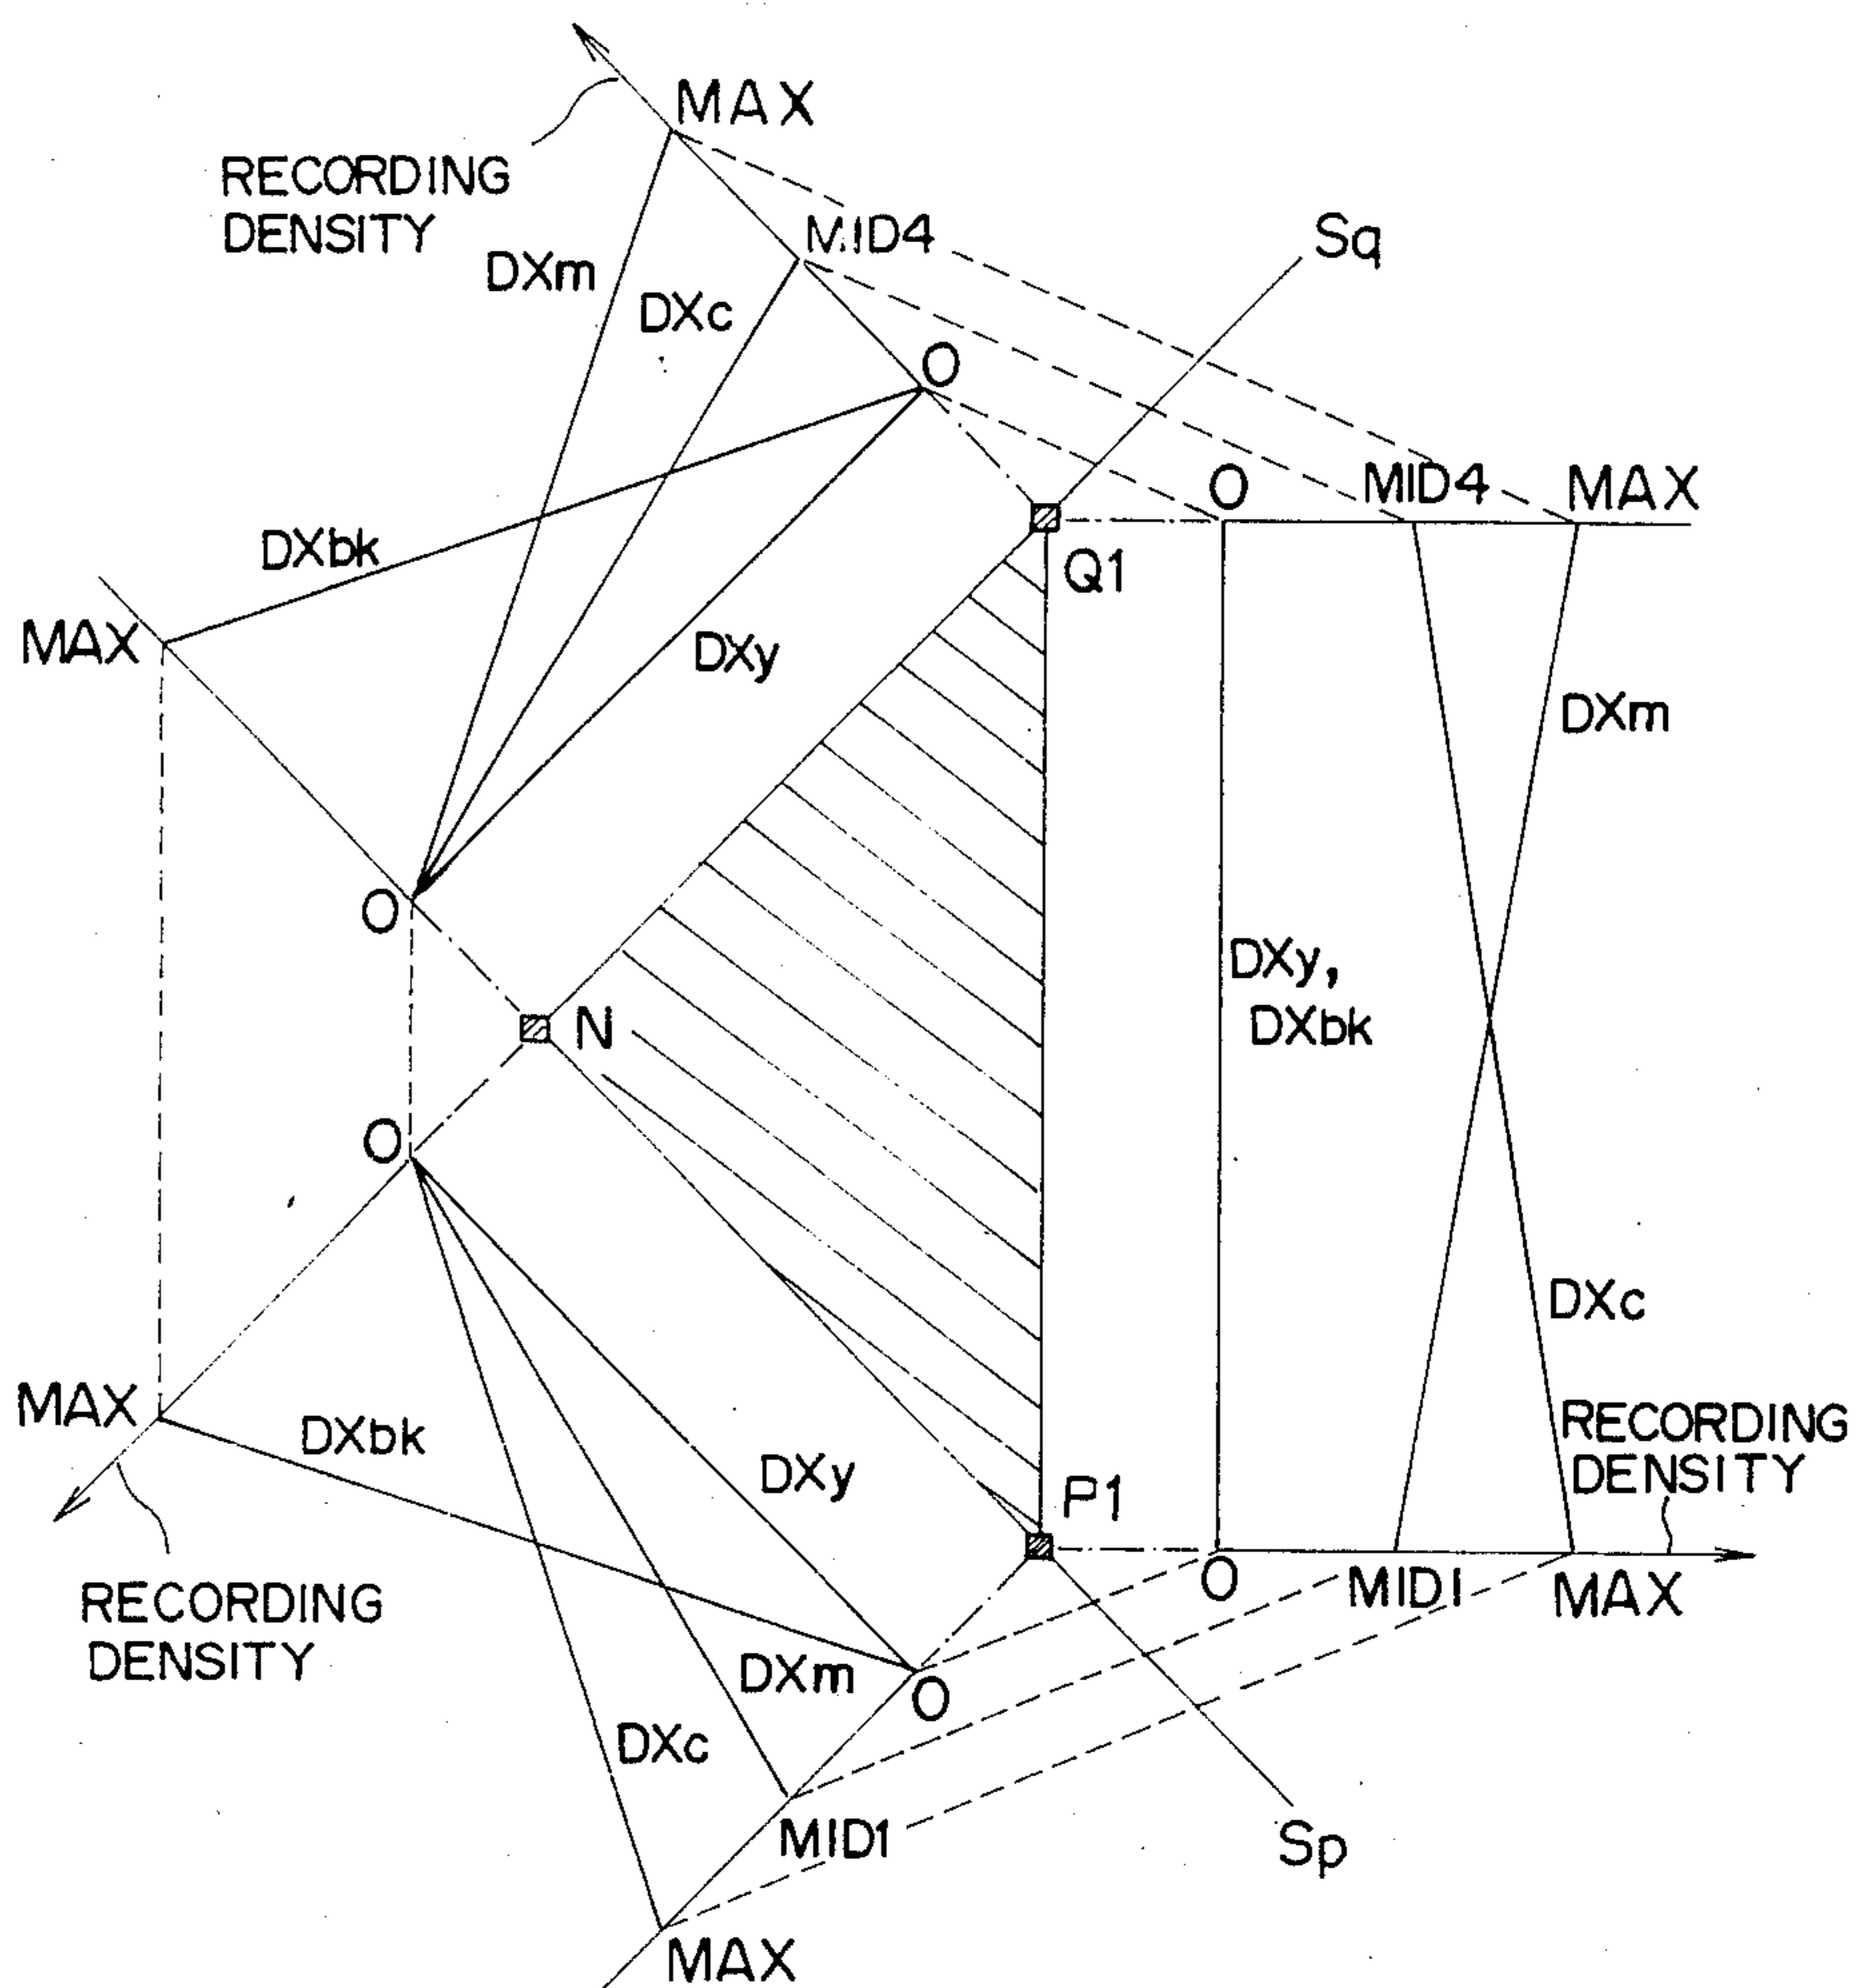 MAX
RECORDING
DENSITY
MID4
Sq
DXm
DXc
O
O
MID4
MAX
DXbk
Q1
MAX
DXy
DXm
O
DXy,
DXbk
N
O
DXc
MAX
DXbk
RECORDING
DENSITY
DXy
P1
RECORDING
DENSITY
O
MID1
MAX
DXm
O
DXc
MID1
Sp
MAX